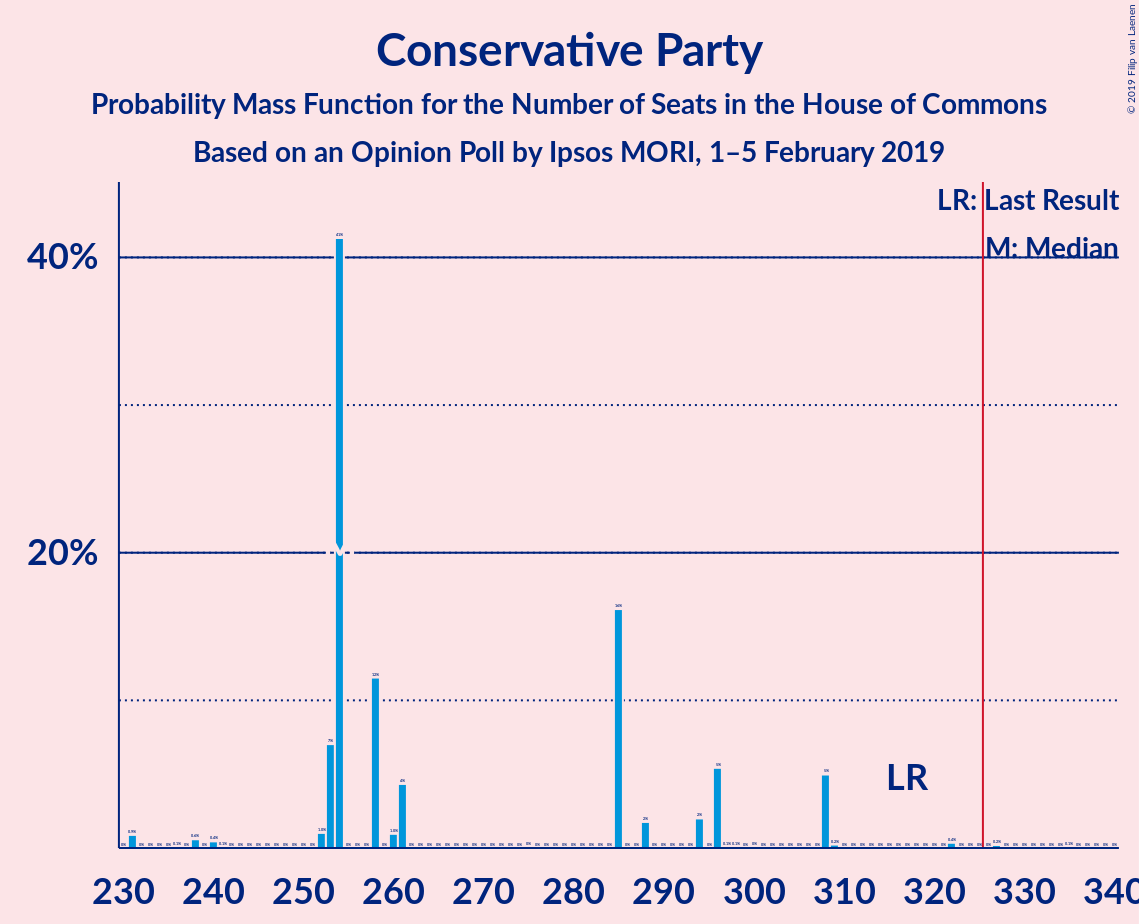 Conservative Party
Probability Mass Function for the Number of Seats in the House of Commons
Based on an Opinion Poll by Ipsos MORI, 1–5 February 2019
© 2019 Filip van Laenen
LR: Last Result
M: Median
40%
20%
M
LR
230 240 250 260 270 280 290 300 310 320 330 340